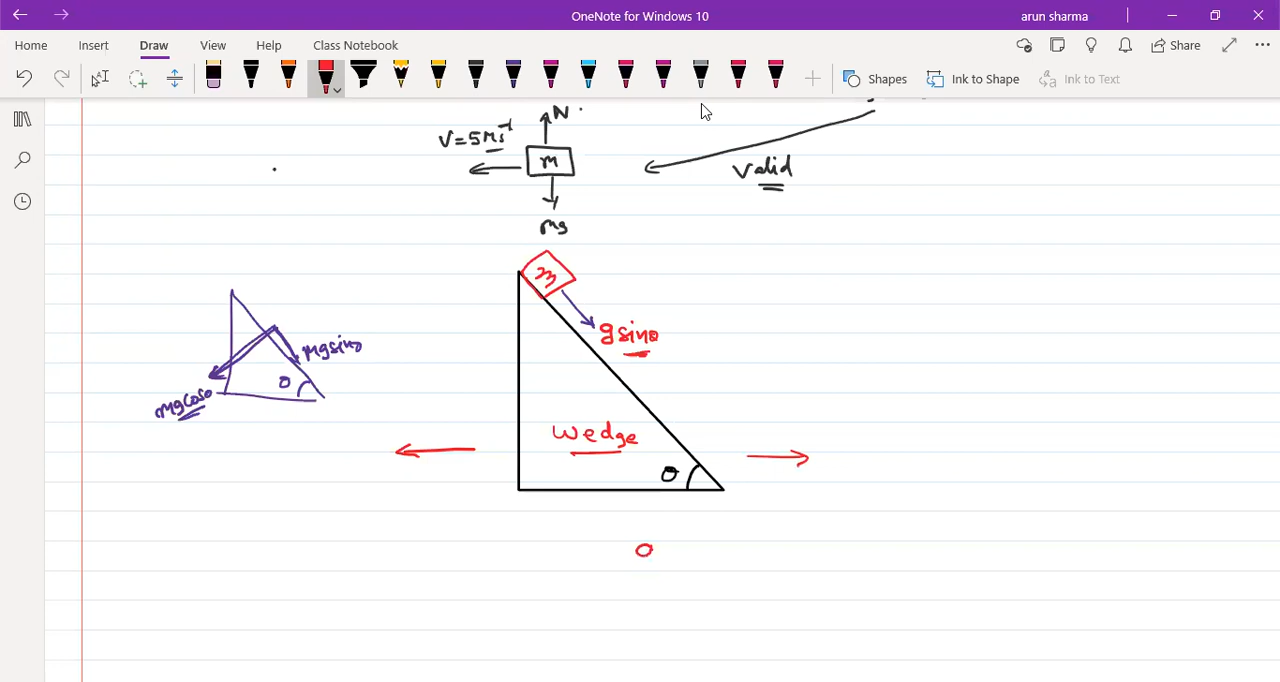 OneNote for Windows 10
arun sharma
Home Insert Draw View Help Class Notebook
Share
Shapes
Ink to Shape
Ink to Text
N
V=5ms⁻¹
m
valid
mg
m
gsinθ
mgsinθ
θ
mgcosθ
wedge
θ
0